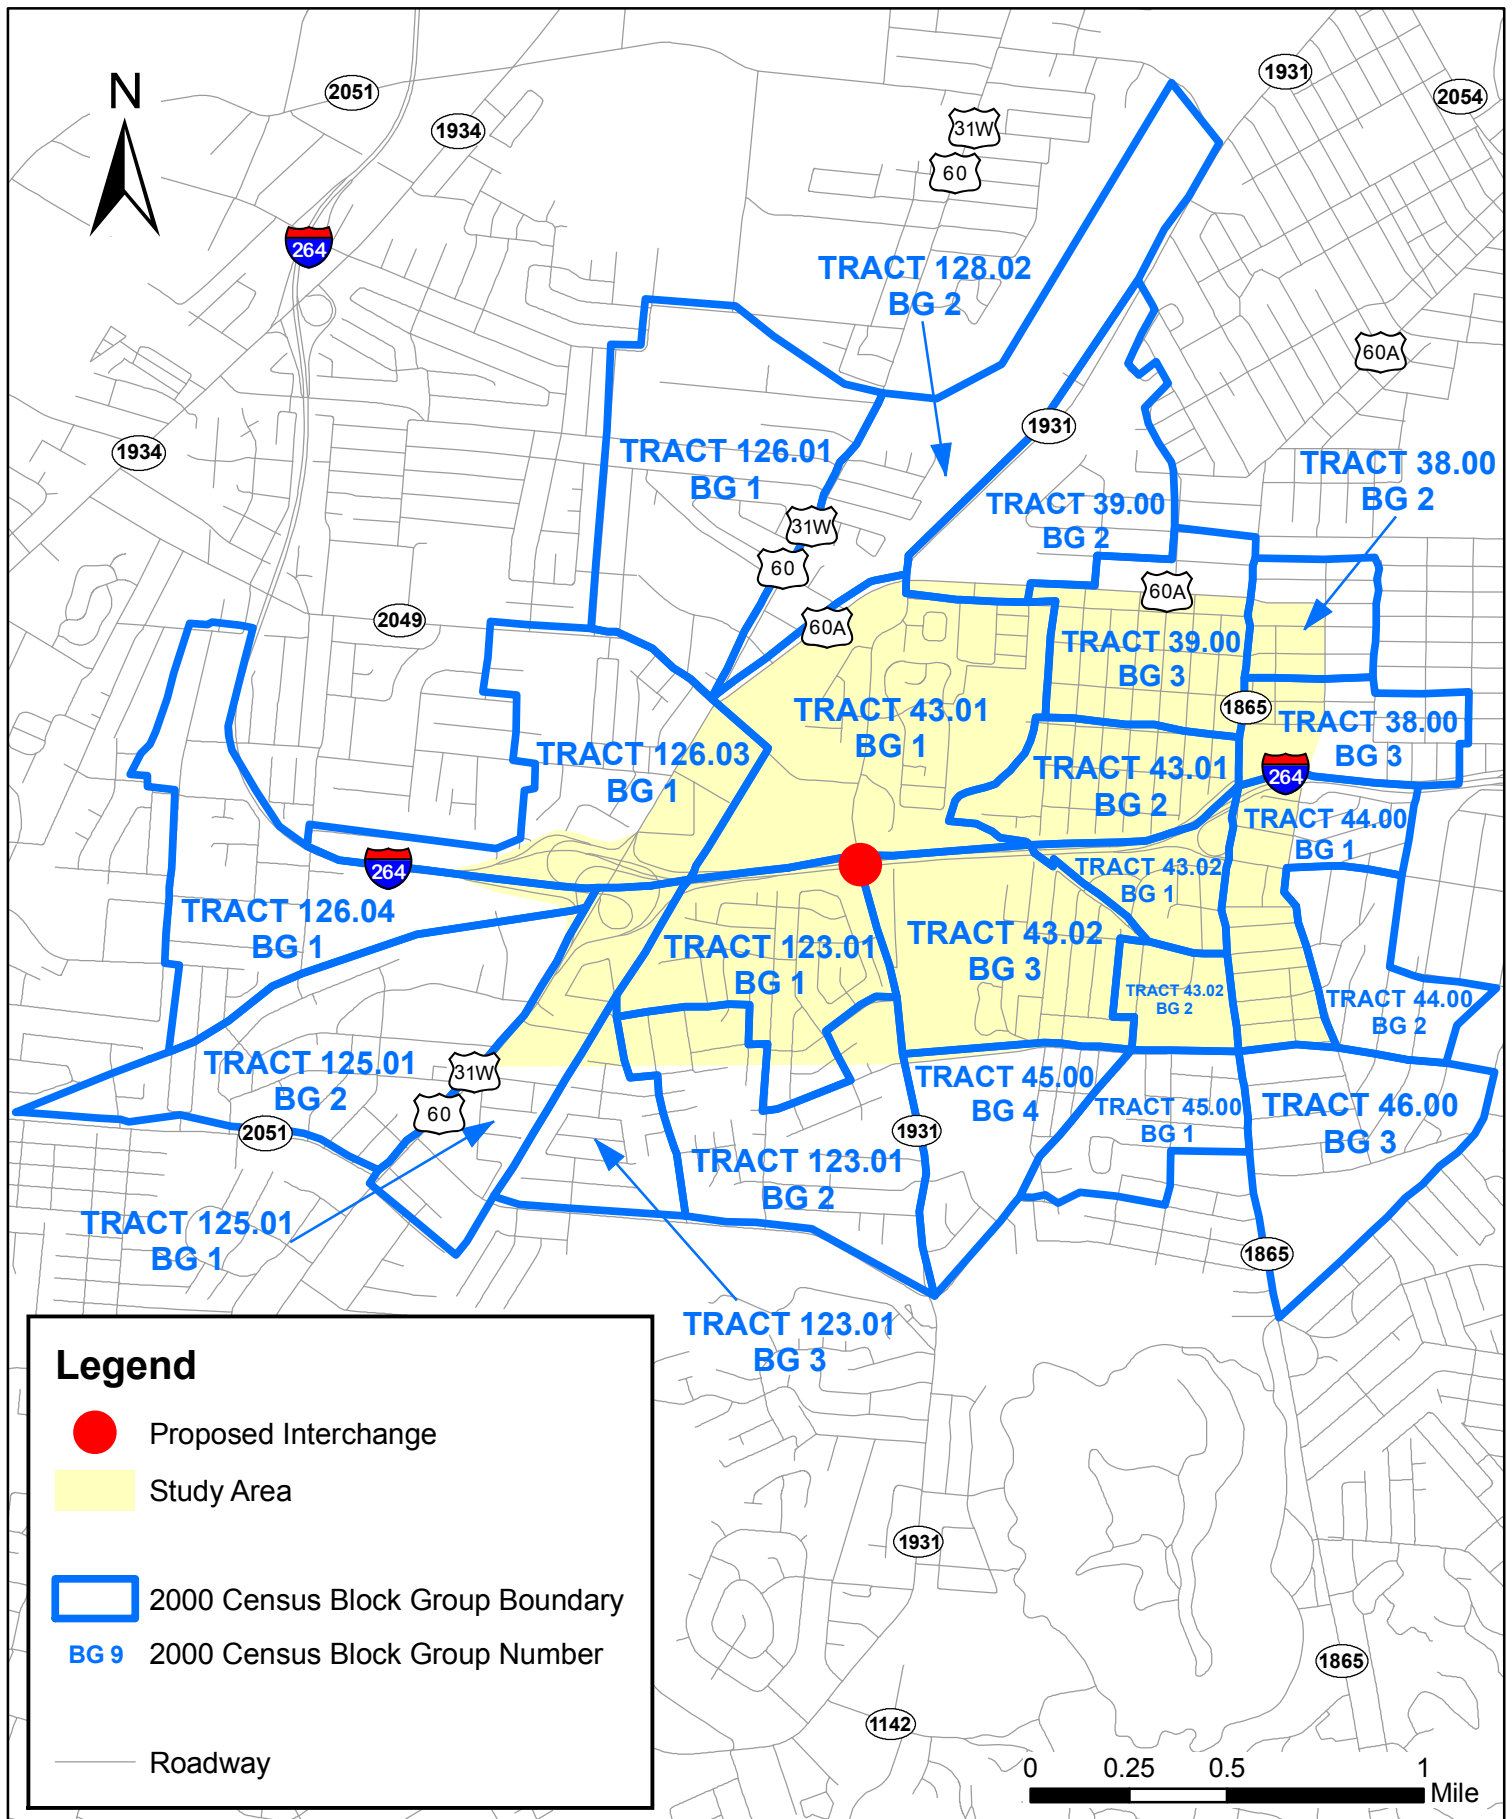 N
2051
1934
1931
2054
31W
60
264
TRACT 128.02
BG 2
60A
1934
1931
TRACT 126.01
BG 1
TRACT 38.00
BG 2
TRACT 39.00
BG 2
31W
60
60A
60A
2049
TRACT 39.00
BG 3
1865
TRACT 43.01
BG 1
TRACT 38.00
BG 3
TRACT 126.03
BG 1
TRACT 43.01
BG 2
264
TRACT 44.00
BG 1
264
TRACT 43.02
BG 1
TRACT 126.04
BG 1
TRACT 123.01
BG 1
TRACT 43.02
BG 3
TRACT 43.02
BG 2
TRACT 44.00
BG 2
TRACT 125.01
BG 2
31W
60
2051
TRACT 45.00
BG 4
TRACT 45.00
BG 1
TRACT 46.00
BG 3
1931
TRACT 123.01
BG 2
TRACT 125.01
BG 1
1865
TRACT 123.01
BG 3
Legend
Proposed Interchange
Study Area
2000 Census Block Group Boundary
BG 9 2000 Census Block Group Number
Roadway
1931
1865
1142
0 0.25 0.5 1
Mile